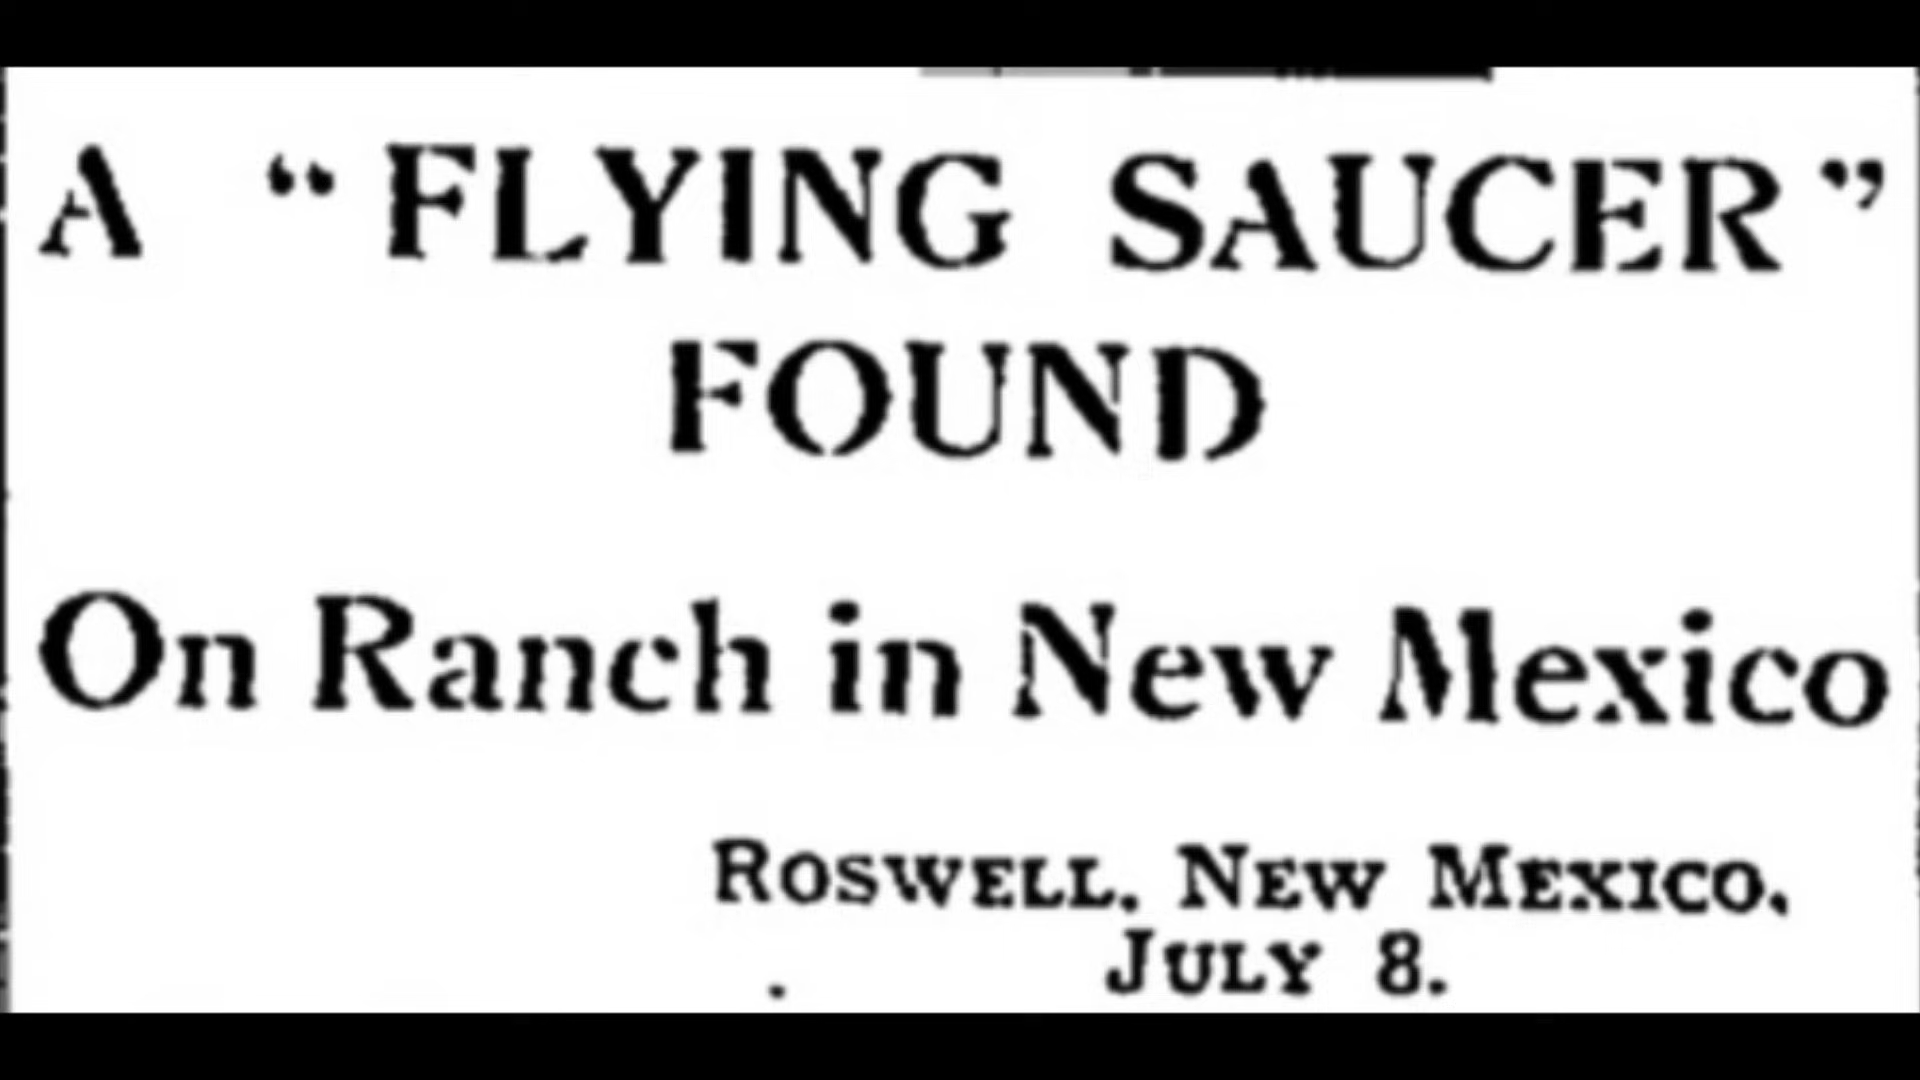 A “FLYING SAUCER”
FOUND
On Ranch in New Mexico
ROSWELL, NEW MEXICO,
JULY 8.